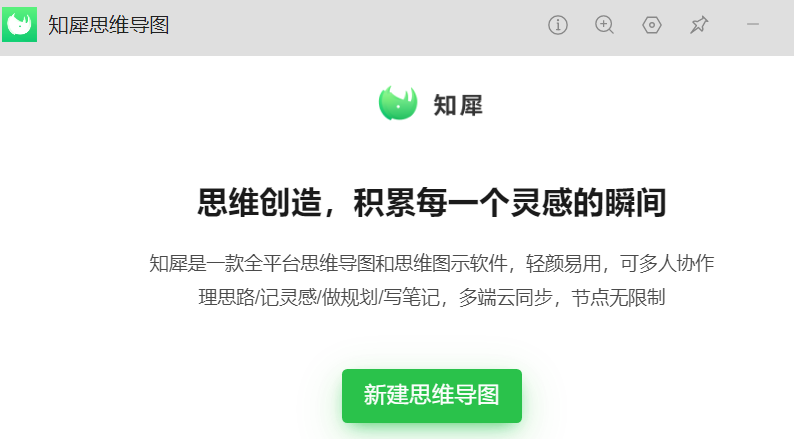 知犀思维导图
知犀
思维创造，积累每一个灵感的瞬间
知犀是一款全平台思维导图和思维图示软件，轻颜易用，可多人协作
理思路/记灵感/做规划/写笔记，多端云同步，节点无限制
新建思维导图